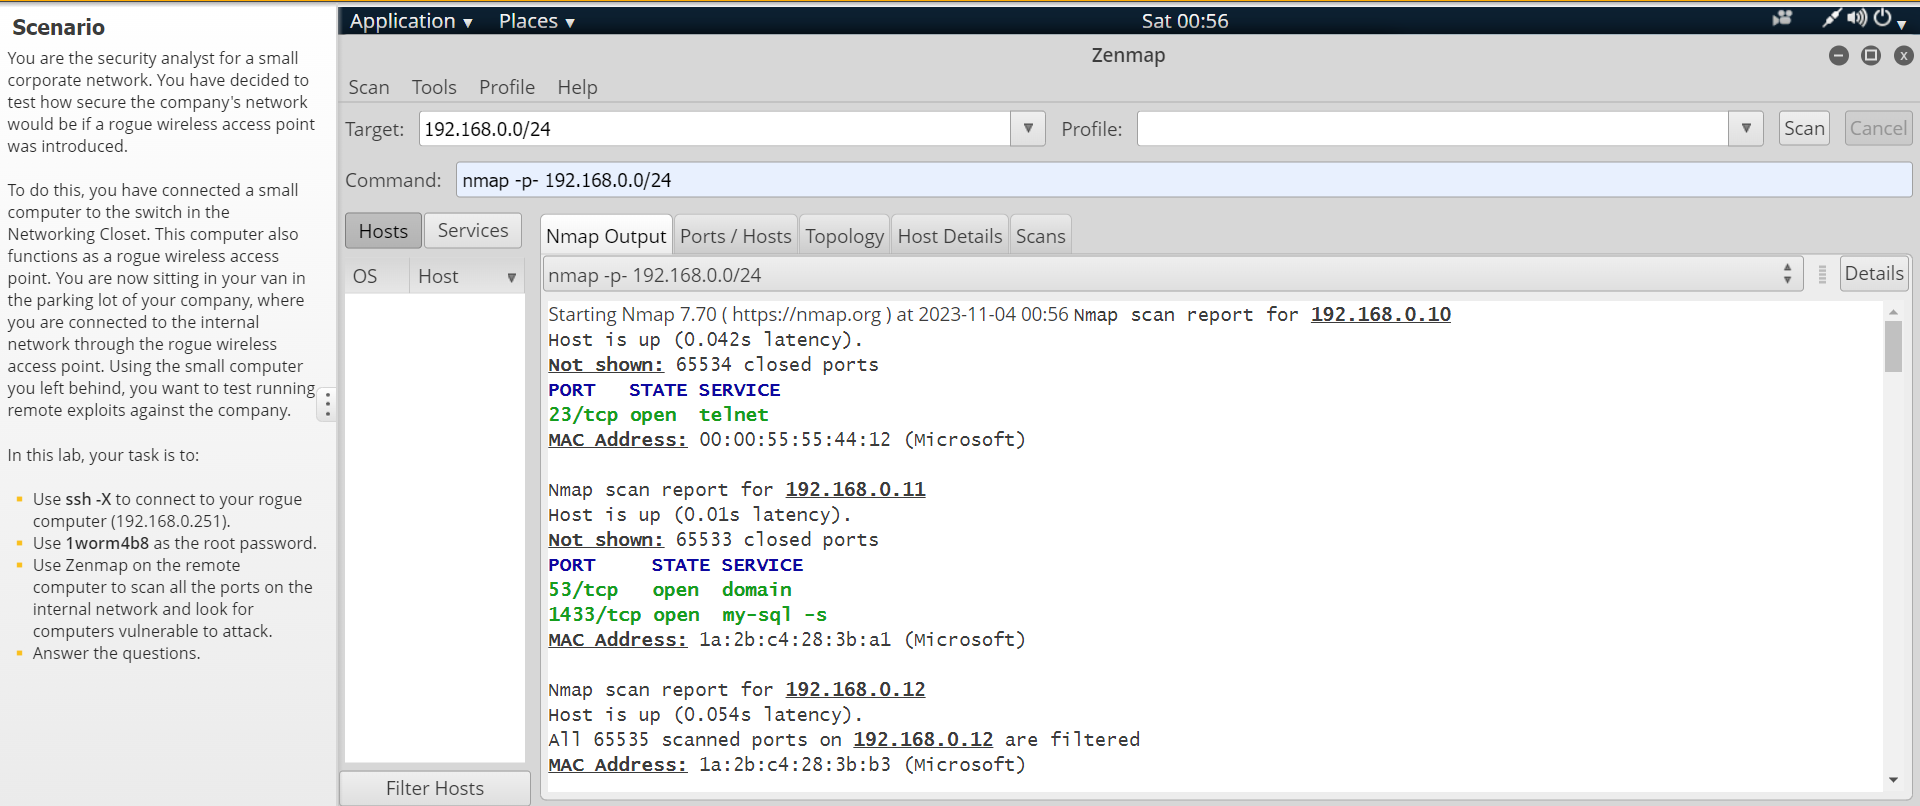 Scenario
You are the security analyst for a small
corporate network. You have decided to
test how secure the company's network
would be if a rogue wireless access point
was introduced.
To do this, you have connected a small
computer to the switch in the
Networking Closet. This computer also
functions as a rogue wireless access
point. You are now sitting in your van in
the parking lot of your company, where
you are connected to the internal
network through the rogue wireless
access point. Using the small computer
you left behind, you want to test running
remote exploits against the company.
In this lab, your task is to:
Use ssh -X to connect to your rogue
computer (192.168.0.251).
Use 1worm4b8 as the root password.
Use Zenmap on the remote
computer to scan all the ports on the
internal network and look for
computers vulnerable to attack.
Answer the questions.
Application Places Sat 00:56
Zenmap
Scan Tools Profile Help
Target: 192.168.0.0/24 Profile: Scan Cancel
Command: nmap -p- 192.168.0.0/24
Hosts Services
OS Host
Filter Hosts
Nmap Output Ports / Hosts Topology Host Details Scans
nmap -p- 192.168.0.0/24 Details
Starting Nmap 7.70 ( https://nmap.org ) at 2023-11-04 00:56 Nmap scan report for 192.168.0.10
Host is up (0.042s latency).
Not shown: 65534 closed ports
PORT STATE SERVICE
23/tcp open telnet
MAC Address: 00:00:55:55:44:12 (Microsoft)
Nmap scan report for 192.168.0.11
Host is up (0.01s latency).
Not shown: 65533 closed ports
PORT STATE SERVICE
53/tcp open domain
1433/tcp open my-sql -s
MAC Address: 1a:2b:c4:28:3b:a1 (Microsoft)
Nmap scan report for 192.168.0.12
Host is up (0.054s latency).
All 65535 scanned ports on 192.168.0.12 are filtered
MAC Address: 1a:2b:c4:28:3b:b3 (Microsoft)